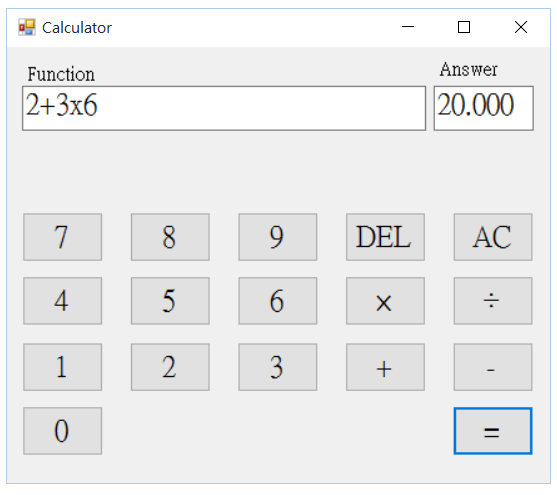 Calculator
Function Answer
2+3x6 20.000
7 8 9 DEL AC
4 5 6 × ÷
1 2 3 + -
0 =